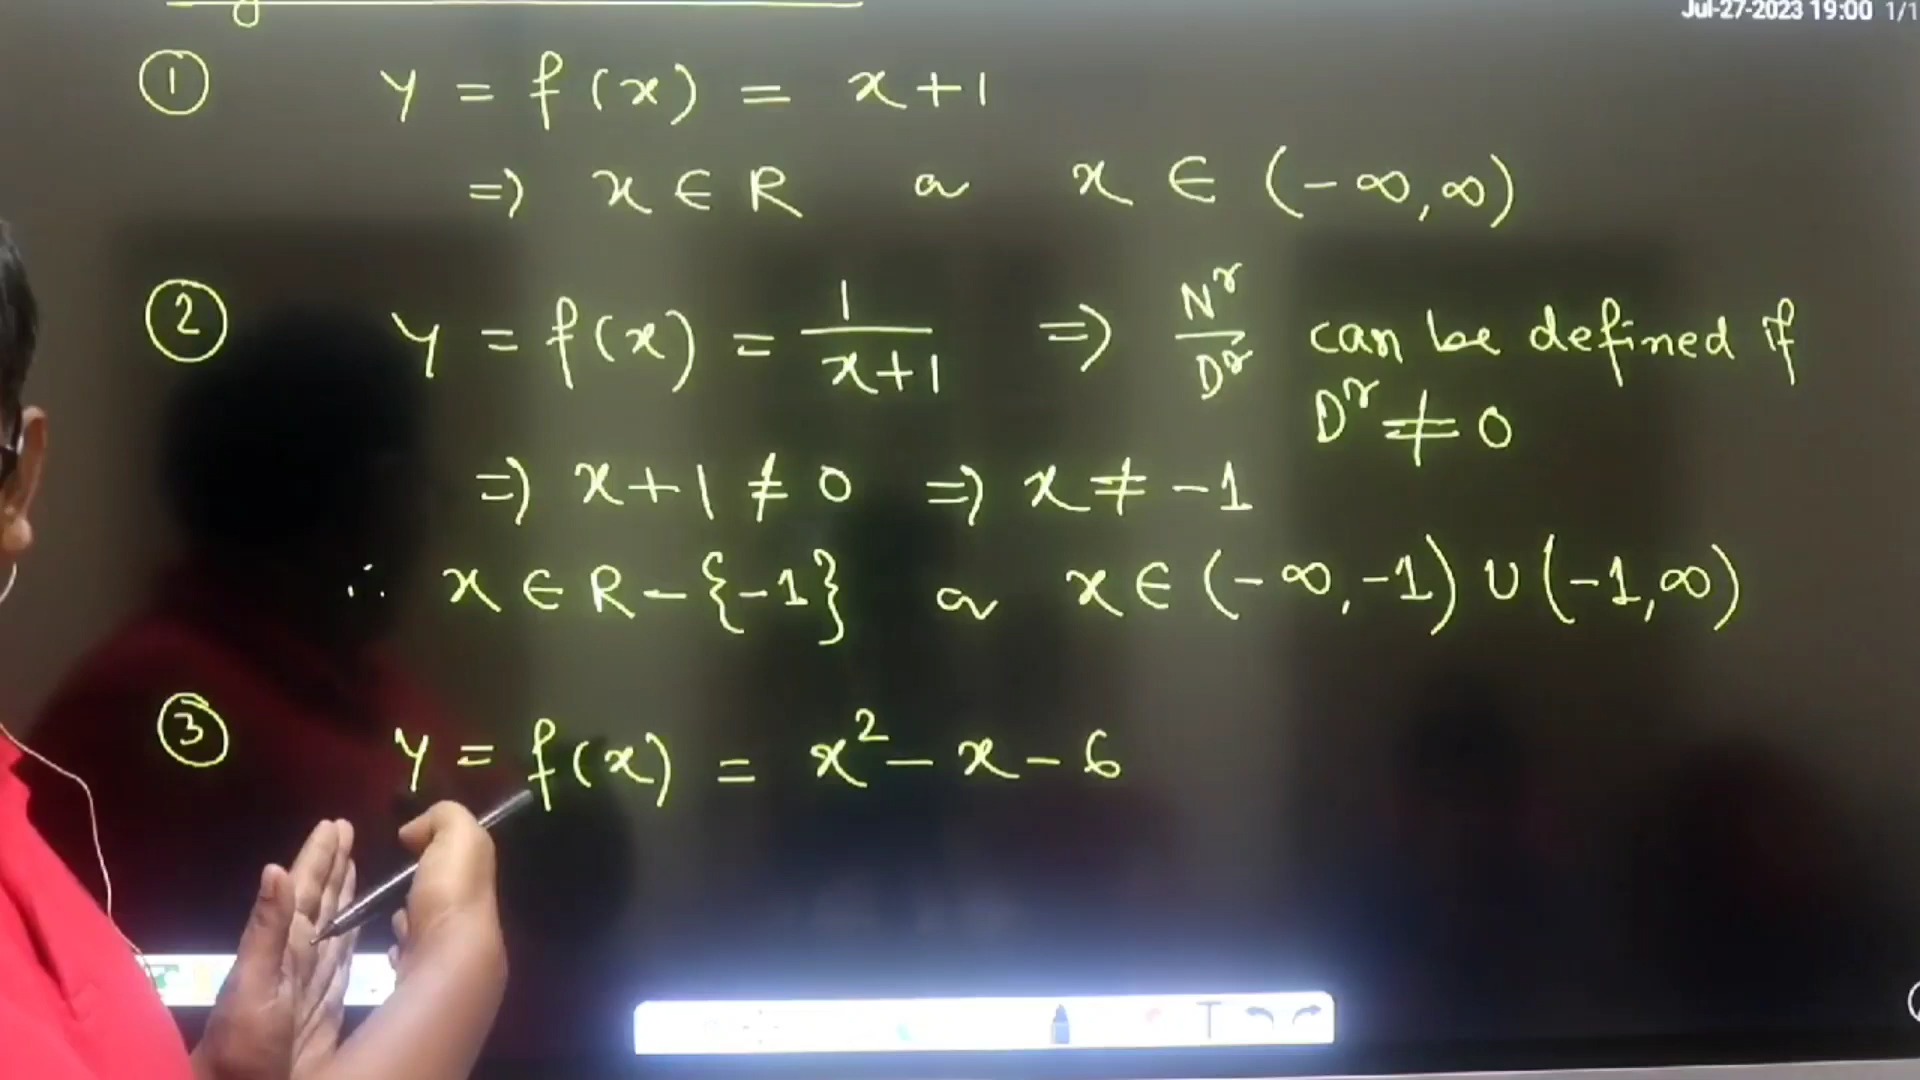 Jul-27-2023 19:00 1/1
① y = f(x) = x+1
⇒ x ∈ R or x ∈ (-∞,∞)
② y = f(x) = 1/(x+1) ⇒ Nʳ/Dʳ can be defined if
Dʳ ≠ 0
⇒ x+1 ≠ 0 ⇒ x ≠ -1
∴ x ∈ R - {-1} or x ∈ (-∞,-1) ∪ (-1,∞)
③ y = f(x) = x² - x - 6
T